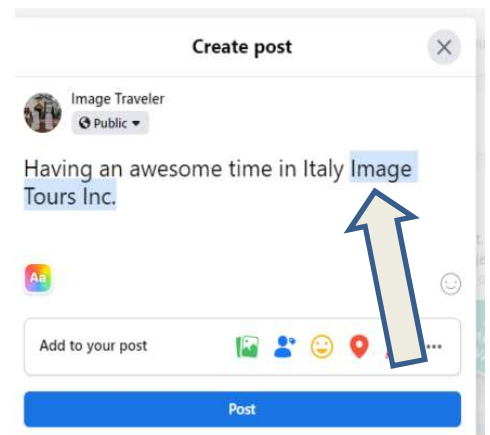 Create post
Image Traveler
Public
Having an awesome time in Italy Image
Tours Inc.
Aa
Add to your post
Post